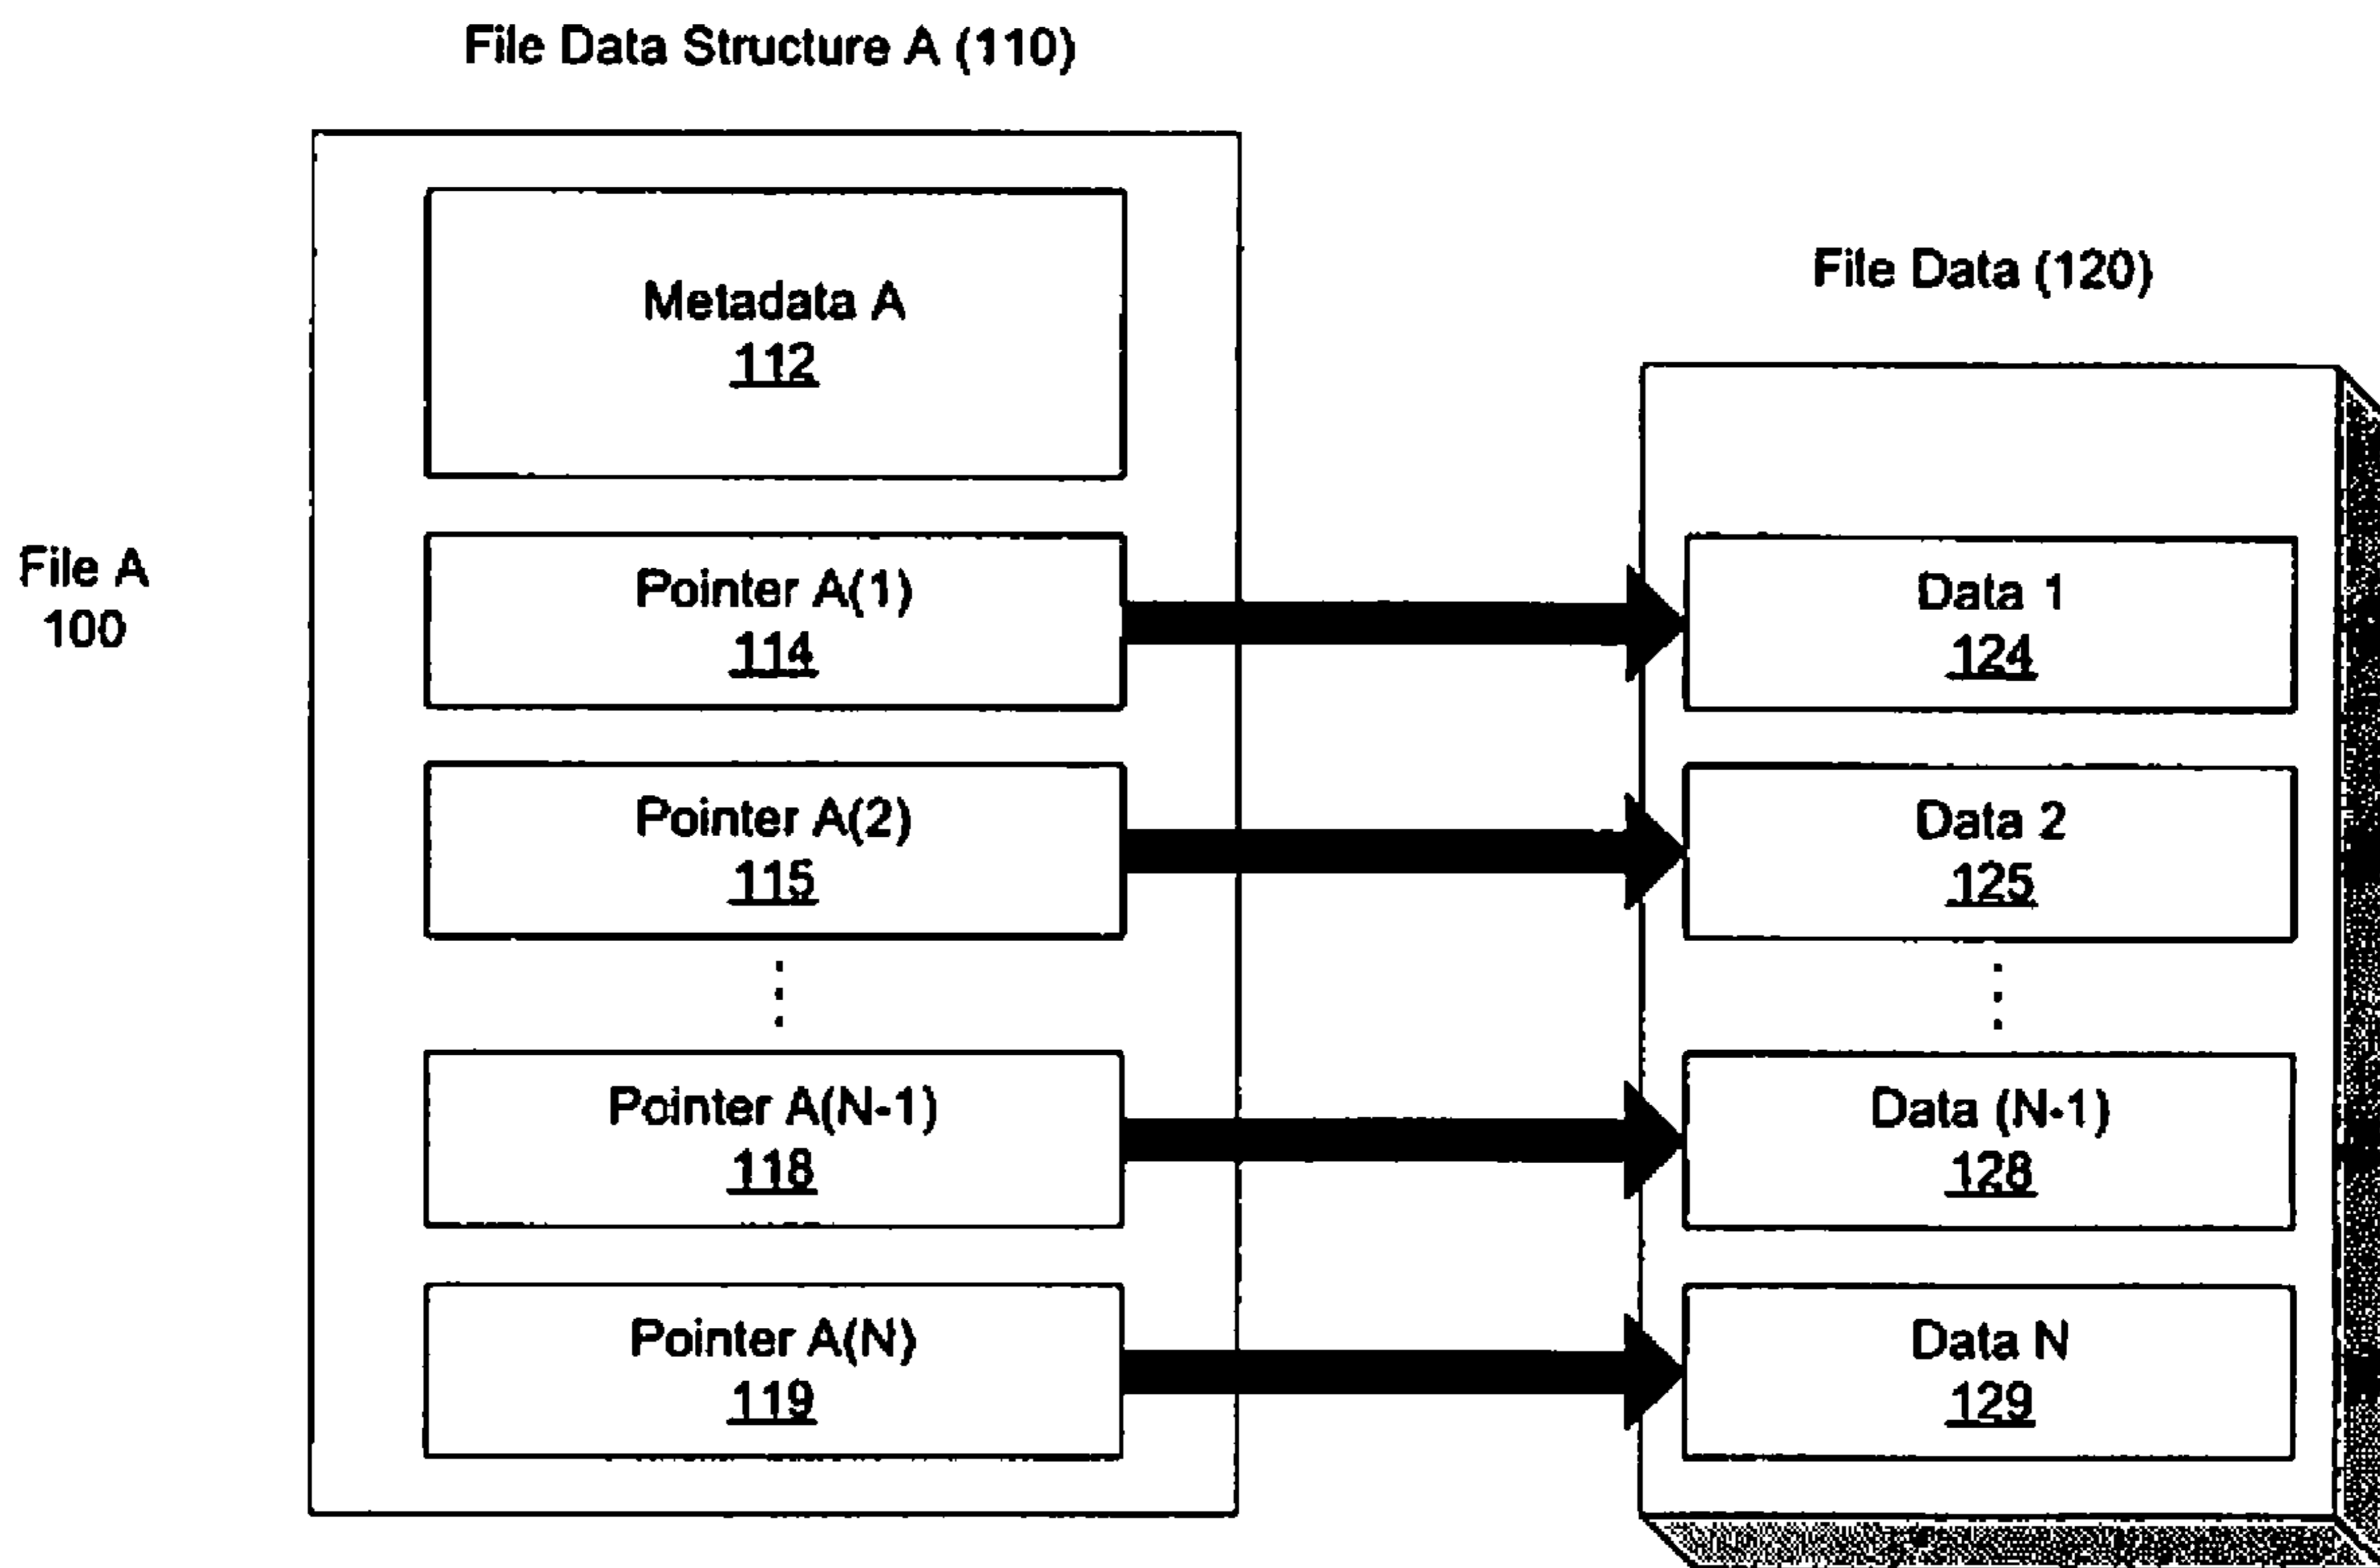 File Data Structure A (110)
Metadata A
112
File Data (120)
File A
100
Pointer A(1)
114
Data 1
124
Pointer A(2)
115
Data 2
125
Pointer A(N-1)
118
Data (N-1)
128
Pointer A(N)
119
Data N
129